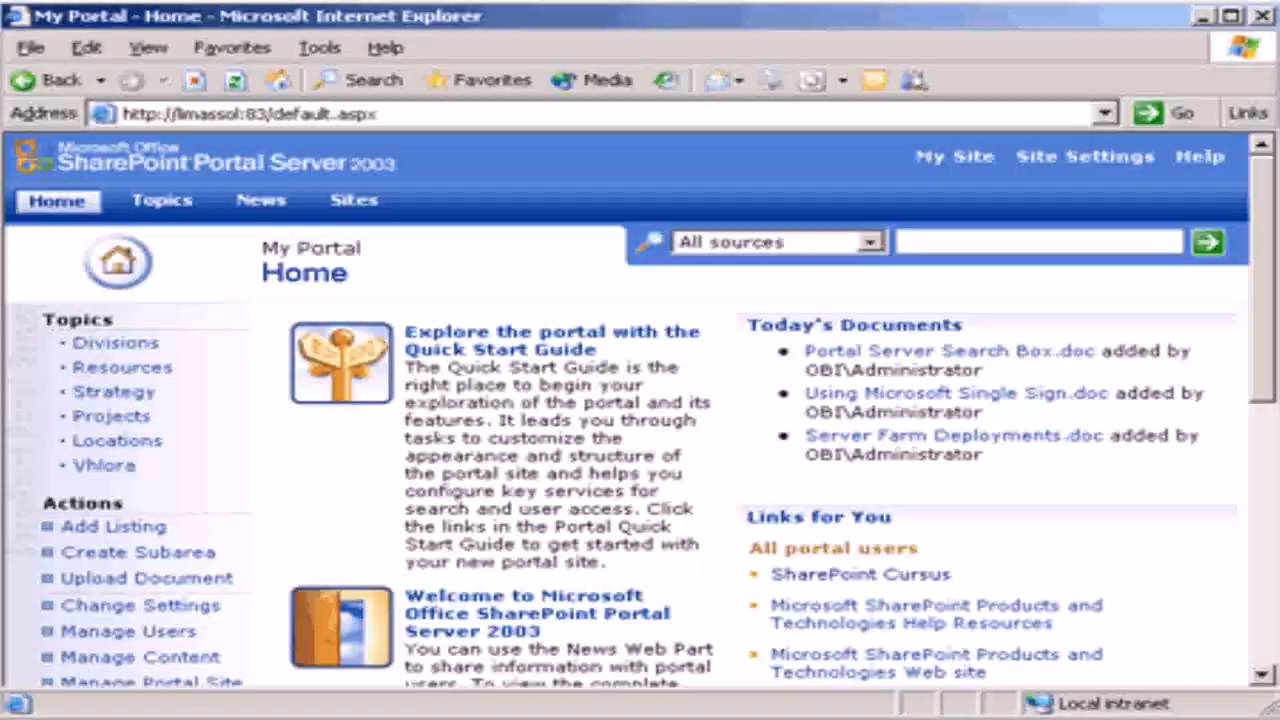 My Portal - Home - Microsoft Internet Explorer
File Edit View Favorites Tools Help
Back Search Favorites Media
Address http://limassol:83/default.aspx Go Links
Microsoft Office
SharePoint Portal Server 2003
My Site Site Settings Help
Home Topics News Sites
All sources
My Portal
Home
Topics
Divisions
Resources
Strategy
Projects
Locations
Vhlora
Actions
Add Listing
Create Subarea
Upload Document
Change Settings
Manage Users
Manage Content
Manage Portal Site
Explore the portal with the
Quick Start Guide
The Quick Start Guide is the
right place to begin your
exploration of the portal and its
features. It leads you through
tasks to customize the
appearance and structure of
the portal site and helps you
configure key services for
search and user access. Click
the links in the Portal Quick
Start Guide to get started with
your new portal site.
Welcome to Microsoft
Office SharePoint Portal
Server 2003
You can use the News Web Part
to share information with portal
users. To view the complete
Today's Documents
Portal Server Search Box.doc added by
OBI\Administrator
Using Microsoft Single Sign.doc added by
OBI\Administrator
Server Farm Deployments.doc added by
OBI\Administrator
Links for You
All portal users
SharePoint Cursus
Microsoft SharePoint Products and
Technologies Help Resources
Microsoft SharePoint Products and
Technologies Web site
Local intranet